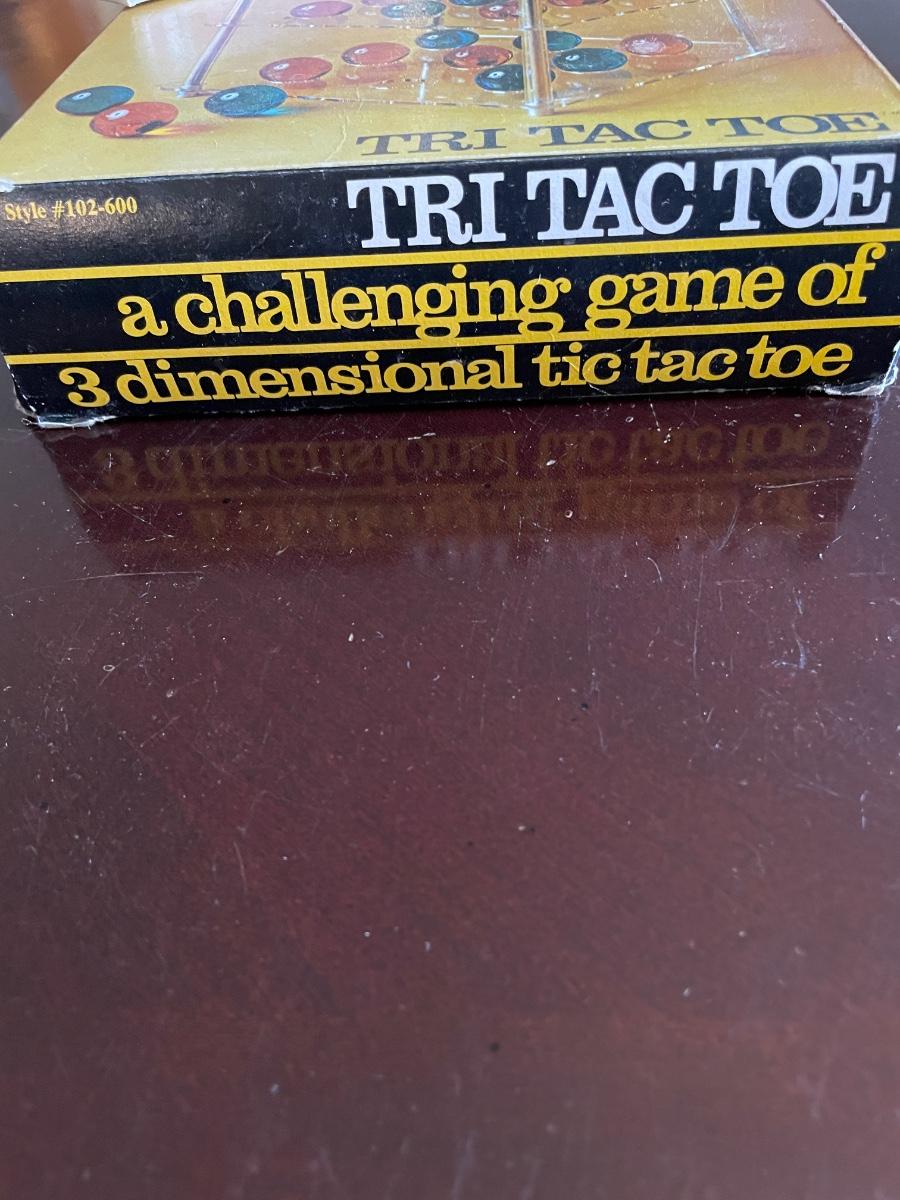 TRI TAC TOE
Style #102-600
TRI TAC TOE
a challenging game of
3 dimensional tic tac toe